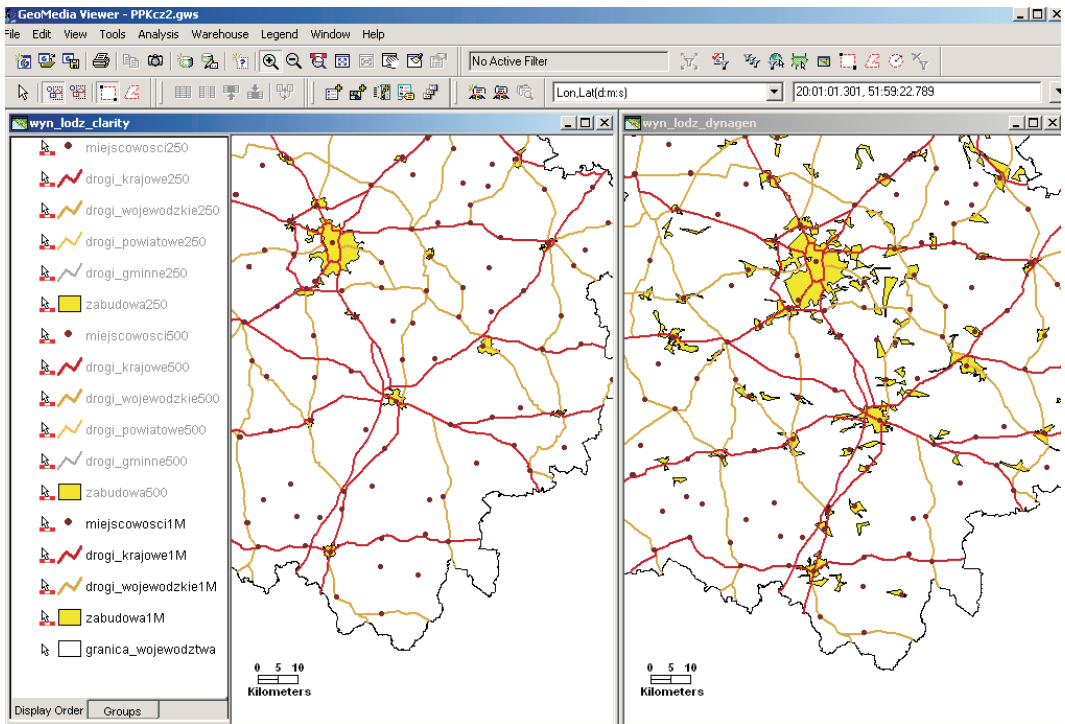 GeoMedia Viewer - PPKcz2.gws
File Edit View Tools Analysis Warehouse Legend Window Help
No Active Filter
Lon,Lat(d:m:s) 20:01:01.301, 51:59:22.789
wyn_lodz_clarity
wyn_lodz_dynagen
miejscowosci250
drogi_krajowe250
drogi_wojewodzkie250
drogi_powiatowe250
drogi_gminne250
zabudowa250
miejscowosci500
drogi_krajowe500
drogi_wojewodzkie500
drogi_powiatowe500
drogi_gminne500
zabudowa500
miejscowosci1M
drogi_krajowe1M
drogi_wojewodzkie1M
zabudowa1M
granica_wojewodztwa
Display Order Groups
0 5 10
Kilometers
0 5 10
Kilometers